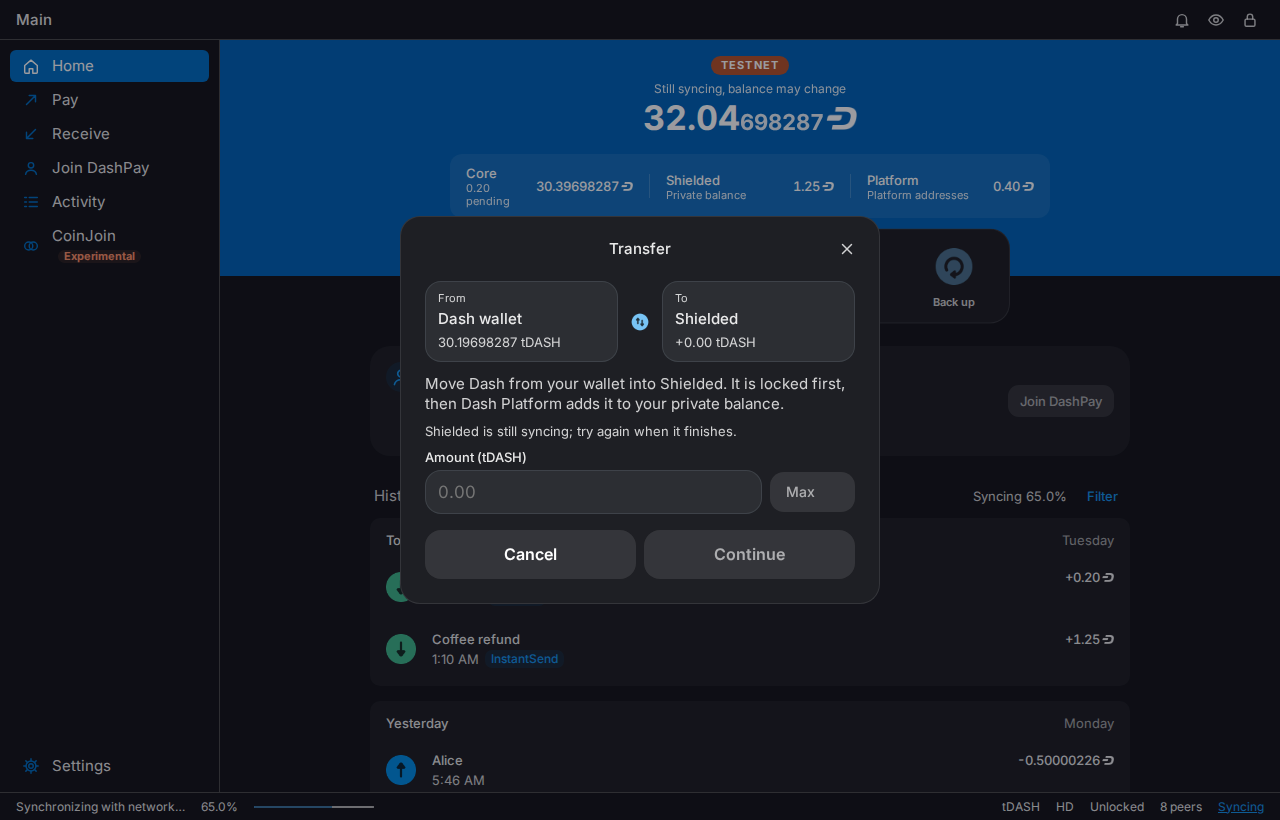 Main
Home
Pay
Receive
Join DashPay
Activity
CoinJoin
Experimental
Settings
TESTNET
Still syncing, balance may change
32.04698287
Core
0.20
pending
30.39698287
Shielded
Private balance
1.25
Platform
Platform addresses
0.40
Back up
Transfer
From
Dash wallet
30.19698287 tDASH
To
Shielded
+0.00 tDASH
Move Dash from your wallet into Shielded. It is locked first,
then Dash Platform adds it to your private balance.
Shielded is still syncing; try again when it finishes.
Amount (tDASH)
0.00
Max
Cancel
Continue
Join DashPay
Syncing 65.0%
Filter
Tuesday
+0.20
Coffee refund
1:10 AM
InstantSend
+1.25
Yesterday
Monday
Alice
5:46 AM
-0.50000226
Synchronizing with network...
65.0%
tDASH
HD
Unlocked
8 peers
Syncing